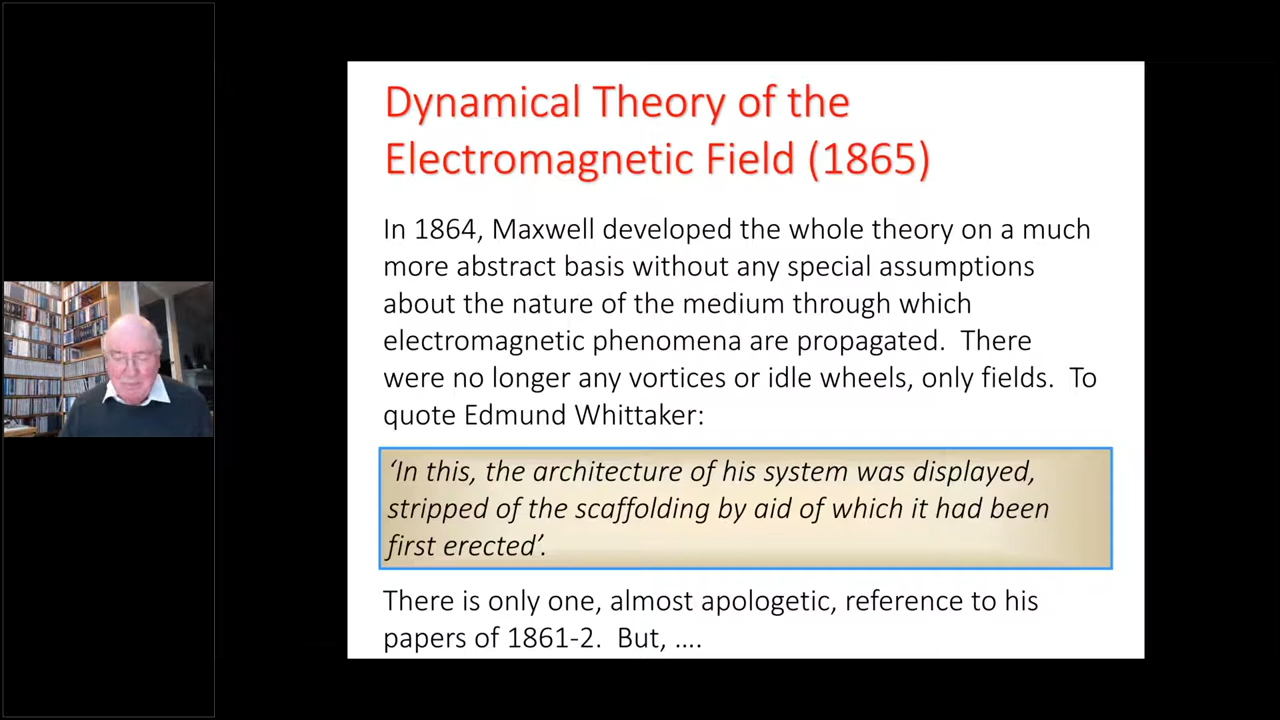 Dynamical Theory of the
Electromagnetic Field (1865)
In 1864, Maxwell developed the whole theory on a much
more abstract basis without any special assumptions
about the nature of the medium through which
electromagnetic phenomena are propagated.  There
were no longer any vortices or idle wheels, only fields.  To
quote Edmund Whittaker:
‘In this, the architecture of his system was displayed,
stripped of the scaffolding by aid of which it had been
first erected’.
There is only one, almost apologetic, reference to his
papers of 1861-2.  But, ….